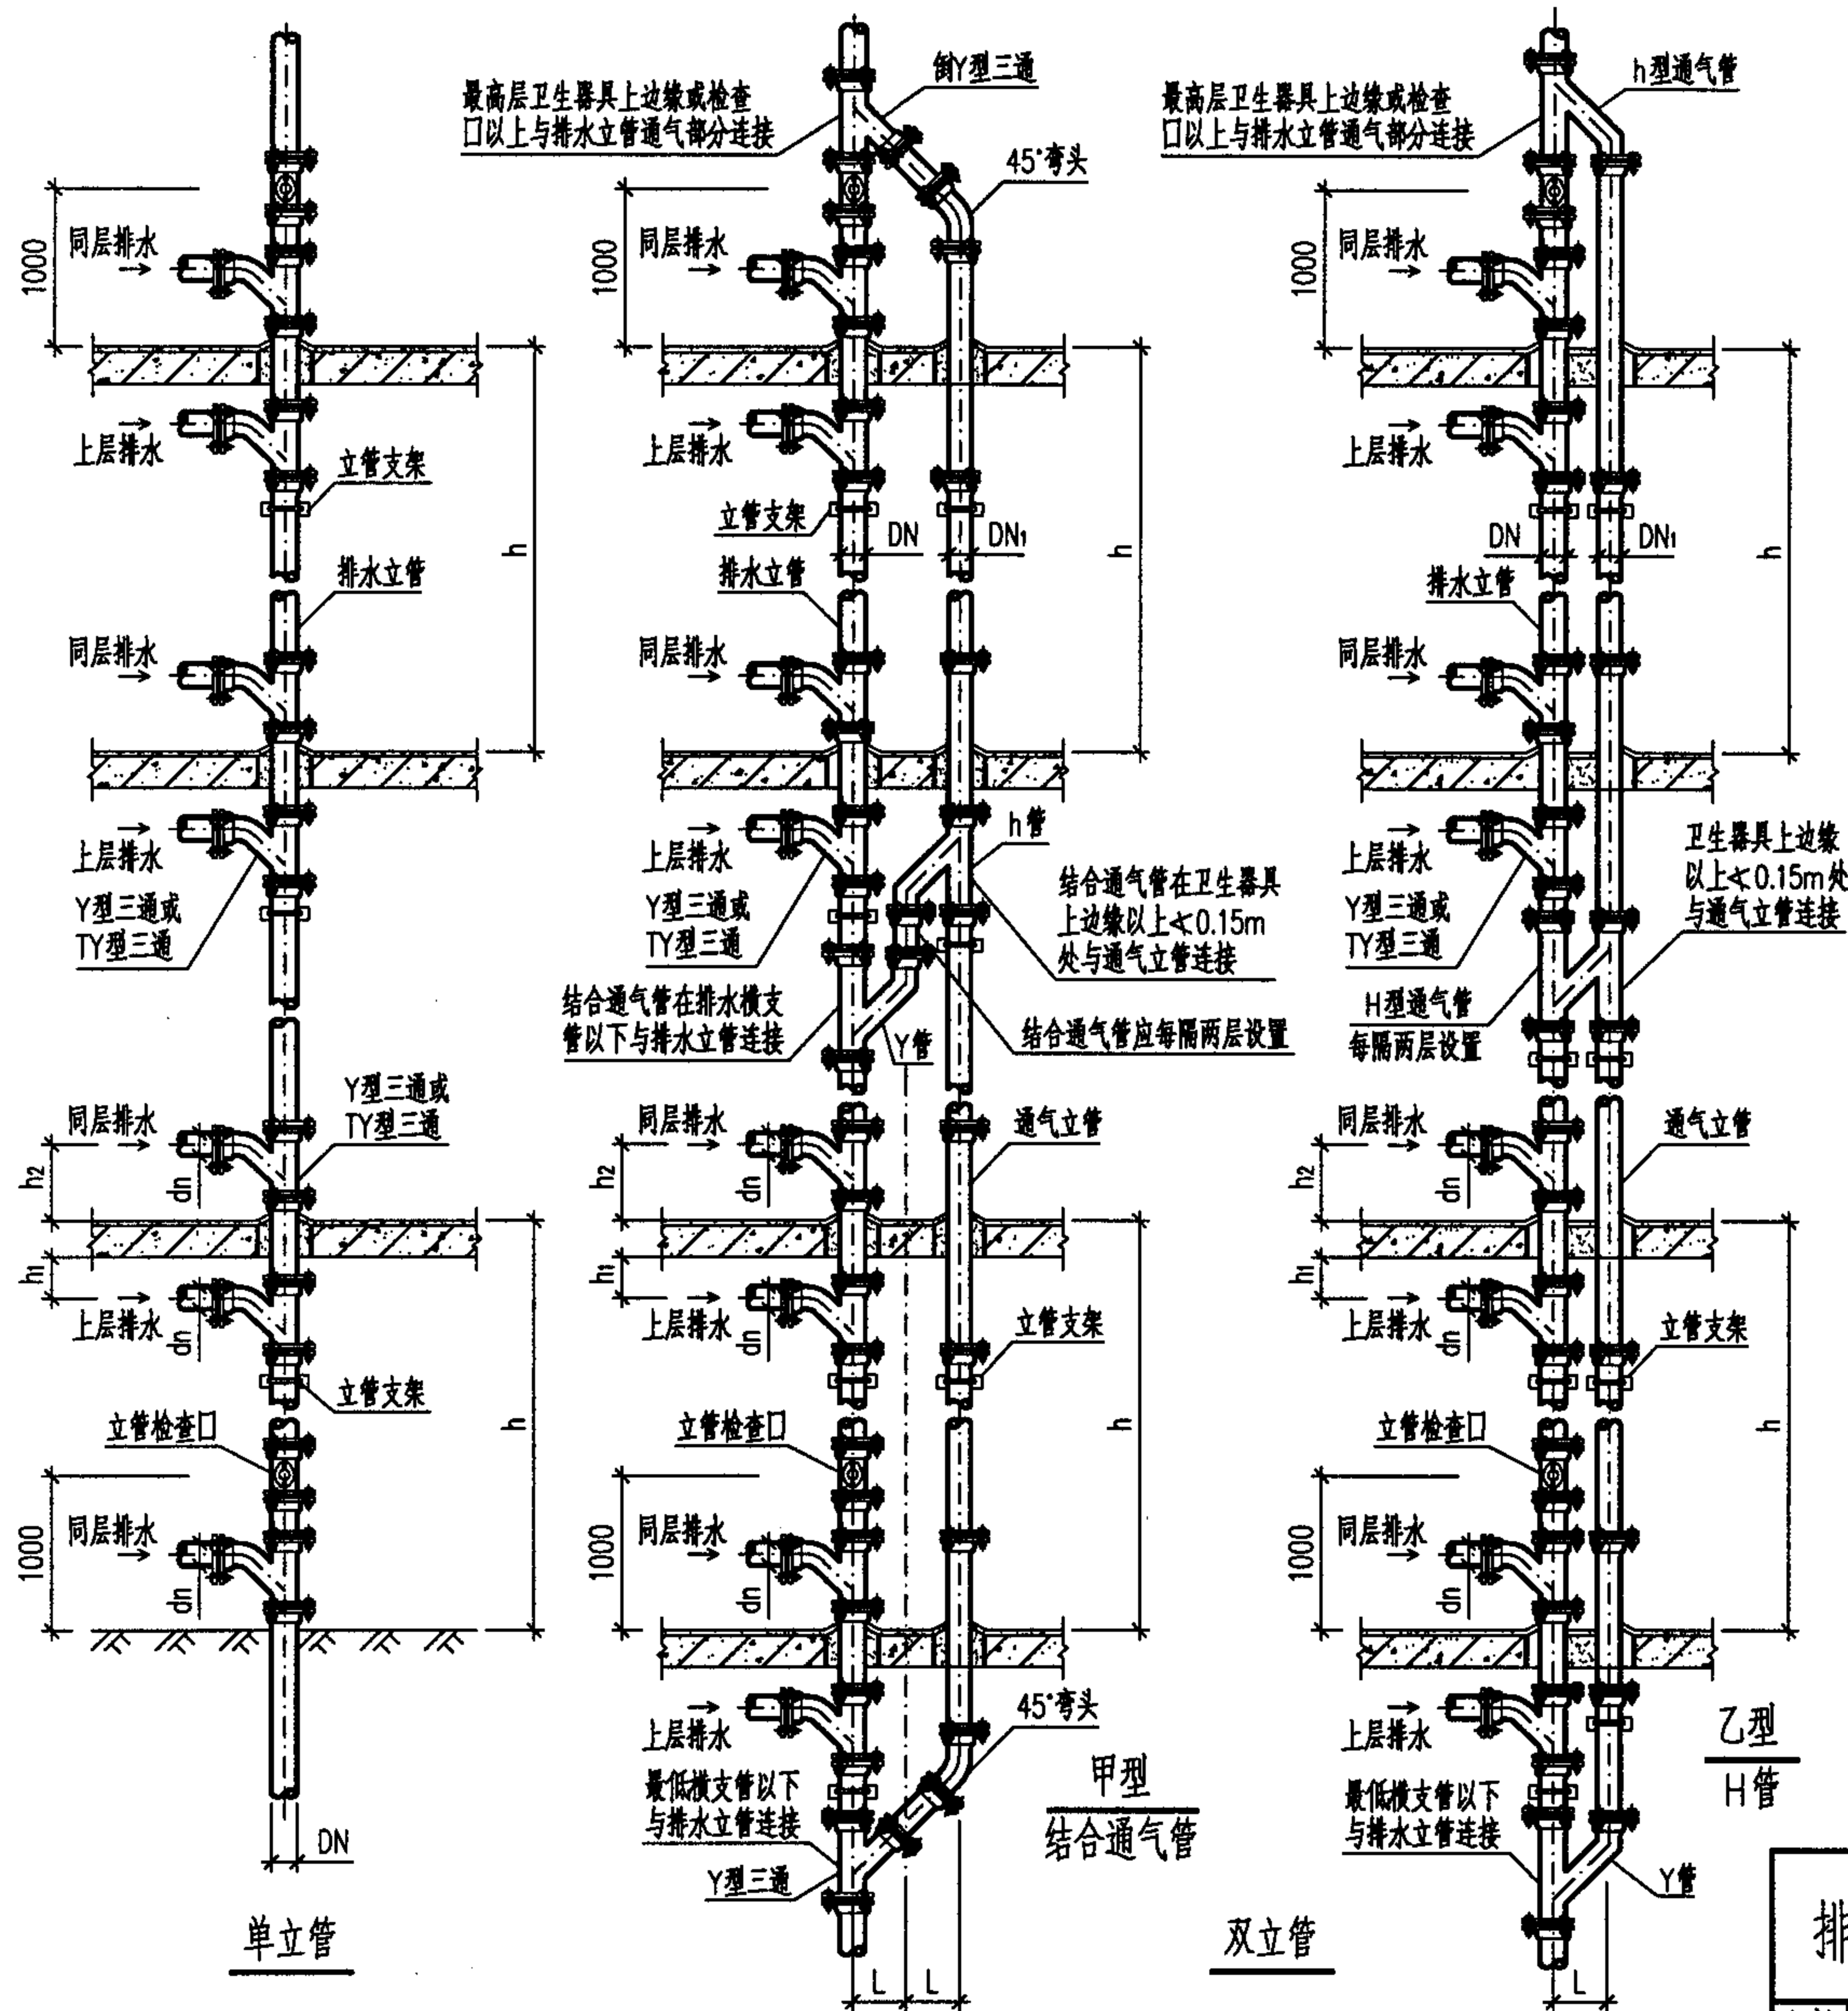 1000
同层排水
上层排水
立管支架
排水立管
h
同层排水
上层排水
Y型三通或
TY型三通
Y型三通或
TY型三通
同层排水
h₂
dn
h₁
上层排水
dn
立管支架
h
立管检查口
1000
同层排水
dn
DN
单立管
最高层卫生器具上边缘或检查
口以上与排水立管通气部分连接
倒Y型三通
45°弯头
1000
同层排水
上层排水
立管支架
DN
DN₁
h
排水立管
同层排水
上层排水
Y型三通或
TY型三通
h管
结合通气管在卫生器具
上边缘以上≮0.15m
处与通气立管连接
结合通气管在排水横支
管以下与排水立管连接
Y管
结合通气管应每隔两层设置
同层排水
h₂
dn
通气立管
h₁
上层排水
dn
立管支架
h
立管检查口
1000
同层排水
dn
上层排水
45°弯头
最低横支管以下
与排水立管连接
Y型三通
L
L
甲型
结合通气管
双立管
最高层卫生器具上边缘或检查
口以上与排水立管通气部分连接
h型通气管
1000
同层排水
上层排水
DN
DN₁
h
排水立管
同层排水
上层排水
Y型三通或
TY型三通
卫生器具上边缘
以上≮0.15m处
与通气立管连接
H型通气管
每隔两层设置
同层排水
h₂
dn
通气立管
h₁
上层排水
dn
立管支架
h
立管检查口
1000
同层排水
dn
上层排水
最低横支管以下
与排水立管连接
Y管
L
乙型
H管
排